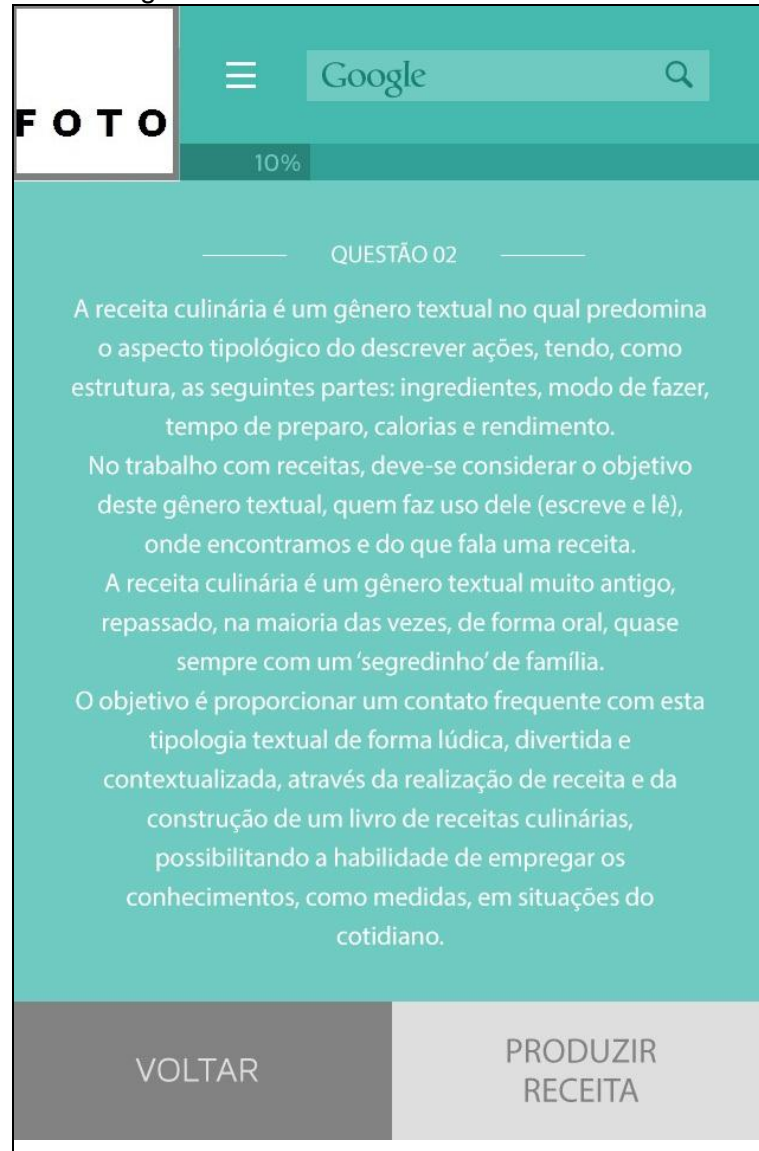 FOTO
Google
10%
QUESTÃO 02
A receita culinária é um gênero textual no qual predomina
o aspecto tipológico do descrever ações, tendo, como
estrutura, as seguintes partes: ingredientes, modo de fazer,
tempo de preparo, calorias e rendimento.
No trabalho com receitas, deve-se considerar o objetivo
deste gênero textual, quem faz uso dele (escreve e lê),
onde encontramos e do que fala uma receita.
A receita culinária é um gênero textual muito antigo,
repassado, na maioria das vezes, de forma oral, quase
sempre com um ‘segredinho’ de família.
O objetivo é proporcionar um contato frequente com esta
tipologia textual de forma lúdica, divertida e
contextualizada, através da realização de receita e da
construção de um livro de receitas culinárias,
possibilitando a habilidade de empregar os
conhecimentos, como medidas, em situações do
cotidiano.
VOLTAR
PRODUZIR
RECEITA